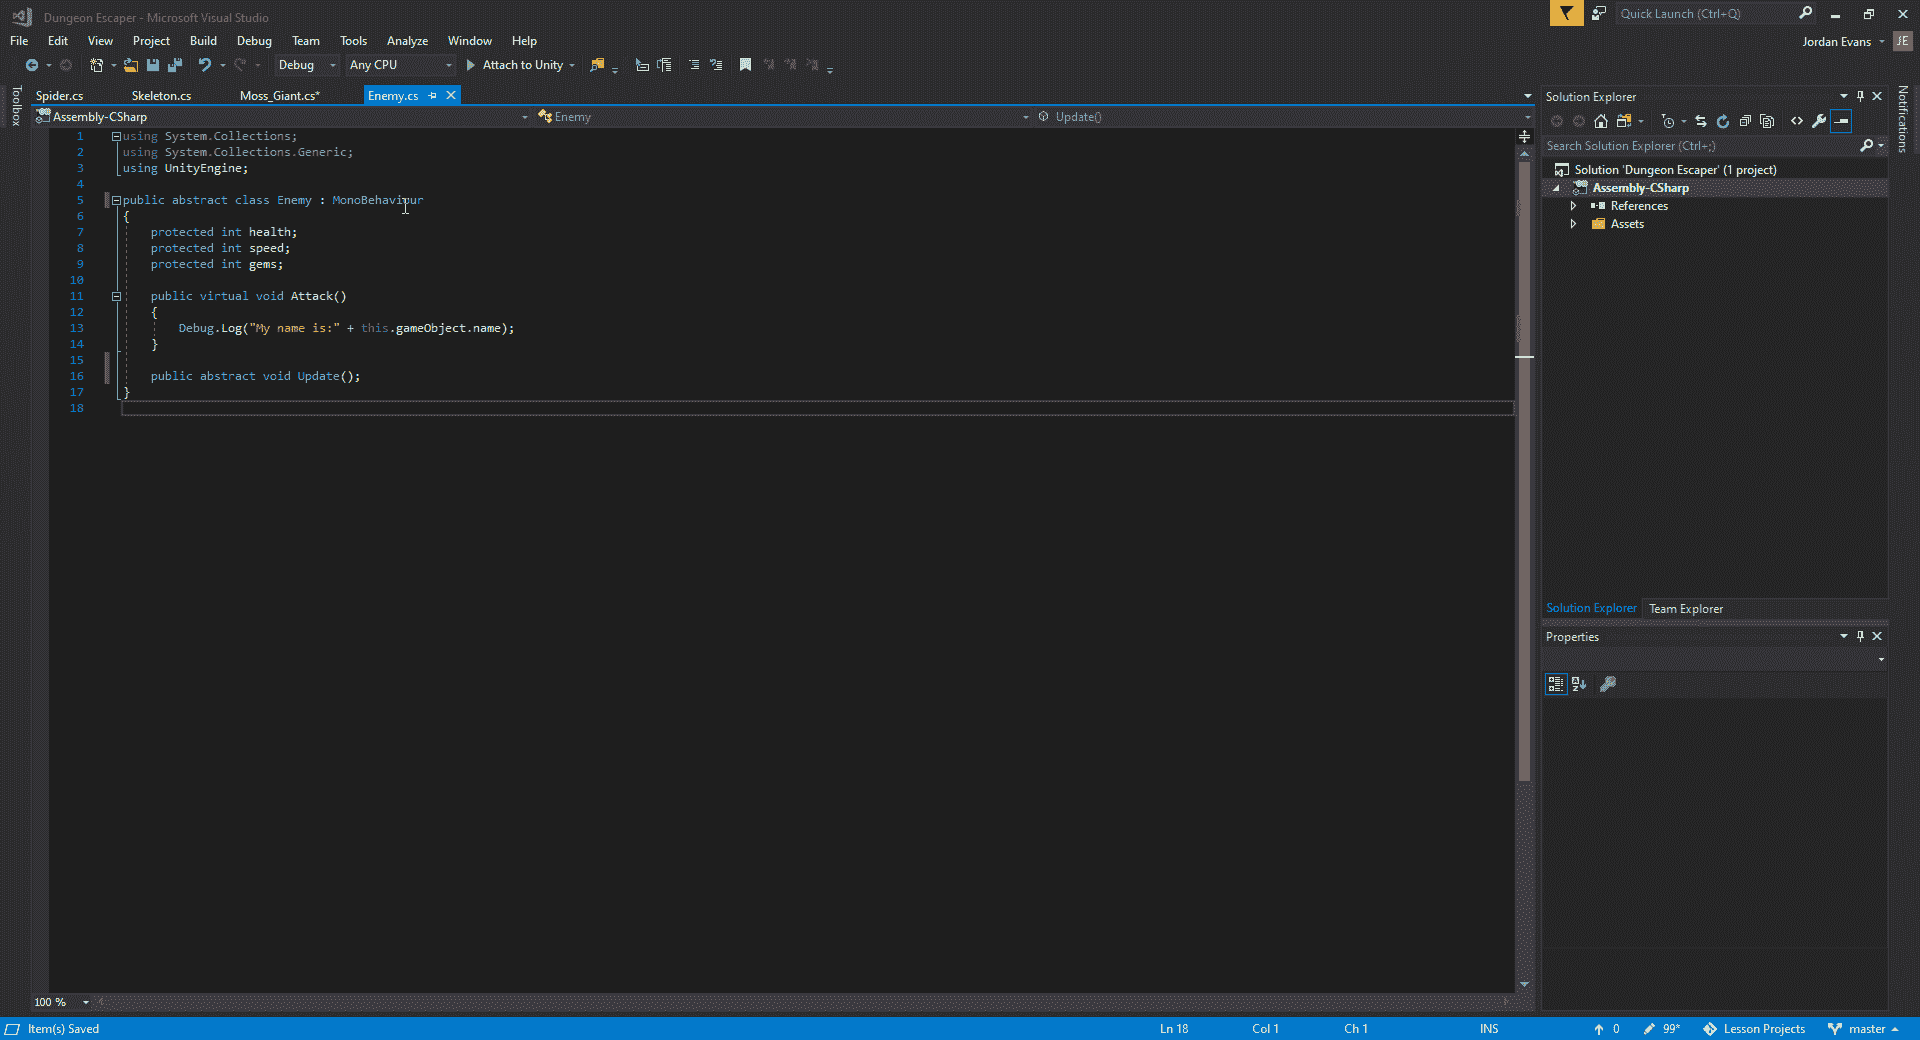 Dungeon Escaper - Microsoft Visual Studio
Quick Launch (Ctrl+Q)
File Edit View Project Build Debug Team Tools Analyze Window Help
Jordan Evans JE
Debug Any CPU Attach to Unity
Toolbox
Spider.cs Skeleton.cs Moss_Giant.cs* Enemy.cs
Assembly-CSharp Enemy Update()
1 using System.Collections;
2 using System.Collections.Generic;
3 using UnityEngine;
4
5 public abstract class Enemy : MonoBehaviour
6 {
7 protected int health;
8 protected int speed;
9 protected int gems;
10
11 public virtual void Attack()
12 {
13 Debug.Log("My name is:" + this.gameObject.name);
14 }
15
16 public abstract void Update();
17 }
18
100 %
Solution Explorer
Search Solution Explorer (Ctrl+;)
Solution 'Dungeon Escaper' (1 project)
Assembly-CSharp
References
Assets
Solution Explorer Team Explorer
Properties
Notifications
Item(s) Saved Ln 18 Col 1 Ch 1 INS 0 99* Lesson Projects master